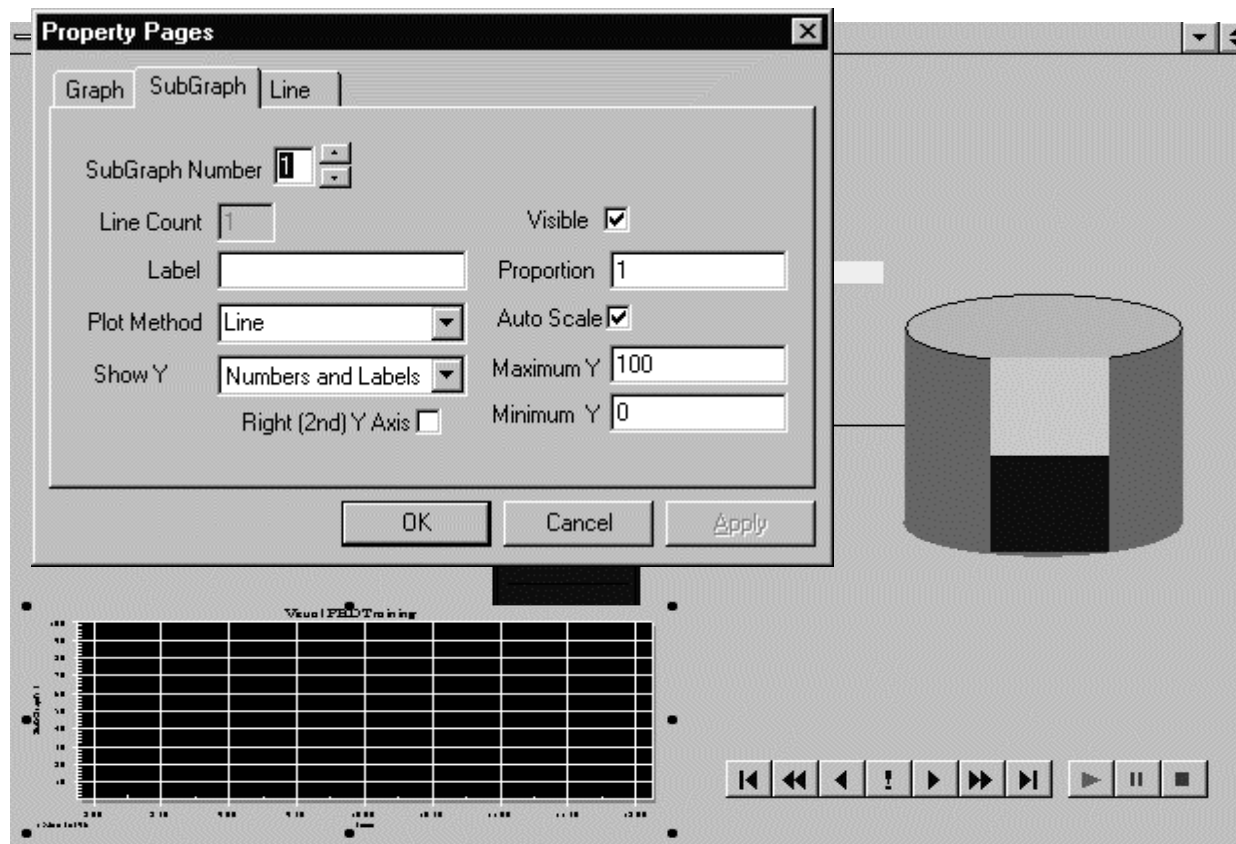 Property Pages
Graph SubGraph Line
SubGraph Number 1
Line Count 1
Visible
Label
Proportion 1
Plot Method Line
Auto Scale
Show Y Numbers and Labels
Maximum Y 100
Right (2nd) Y Axis
Minimum Y 0
OK Cancel Apply
Training